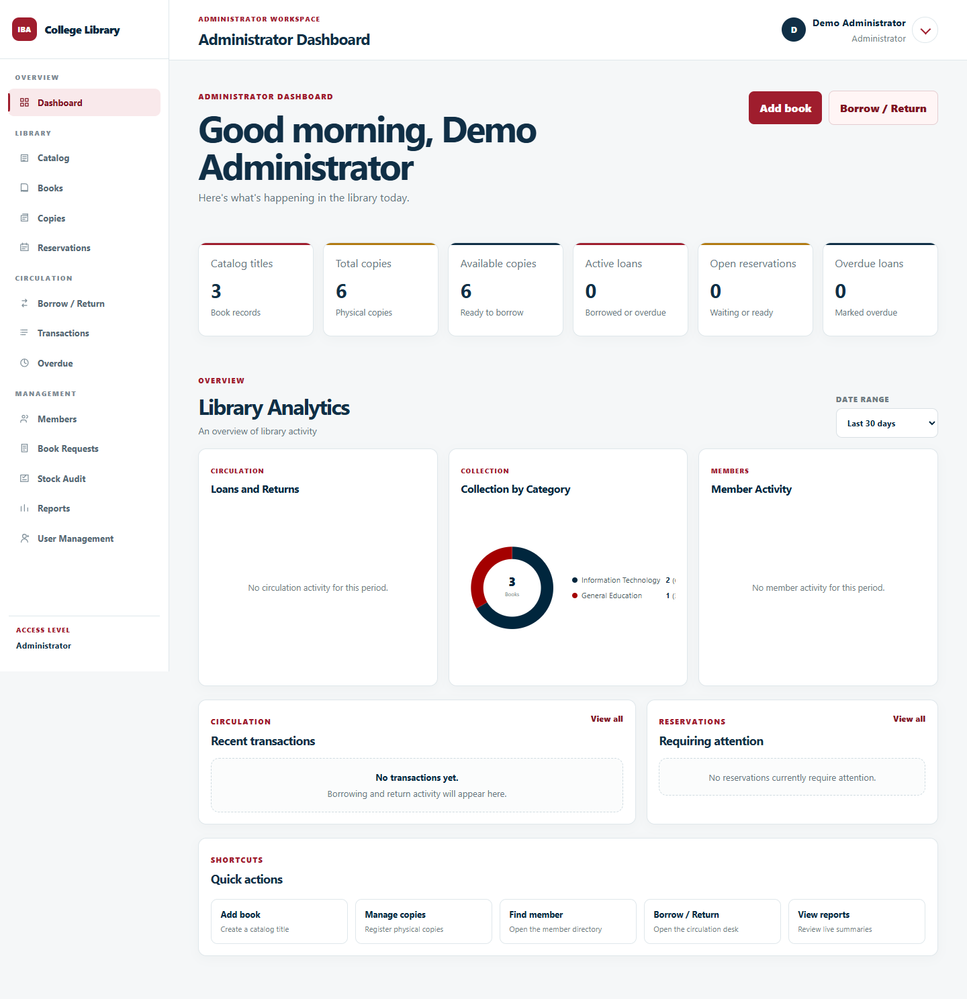 IBA
College Library
OVERVIEW
Dashboard
LIBRARY
Catalog
Books
Copies
Reservations
CIRCULATION
Borrow / Return
Transactions
Overdue
MANAGEMENT
Members
Book Requests
Stock Audit
Reports
User Management
ACCESS LEVEL
Administrator
ADMINISTRATOR WORKSPACE
Administrator Dashboard
D
Demo Administrator
Administrator
ADMINISTRATOR DASHBOARD
Good morning, Demo
Administrator
Here's what's happening in the library today.
Add book
Borrow / Return
Catalog titles
3
Book records
Total copies
6
Physical copies
Available copies
6
Ready to borrow
Active loans
0
Borrowed or overdue
Open reservations
0
Waiting or ready
Overdue loans
0
Marked overdue
OVERVIEW
Library Analytics
An overview of library activity
DATE RANGE
Last 30 days
CIRCULATION
Loans and Returns
No circulation activity for this period.
COLLECTION
Collection by Category
3
Books
Information Technology 2
General Education 1
MEMBERS
Member Activity
No member activity for this period.
CIRCULATION
View all
Recent transactions
No transactions yet.
Borrowing and return activity will appear here.
RESERVATIONS
View all
Requiring attention
No reservations currently require attention.
SHORTCUTS
Quick actions
Add book
Create a catalog title
Manage copies
Register physical copies
Find member
Open the member directory
Borrow / Return
Open the circulation desk
View reports
Review live summaries